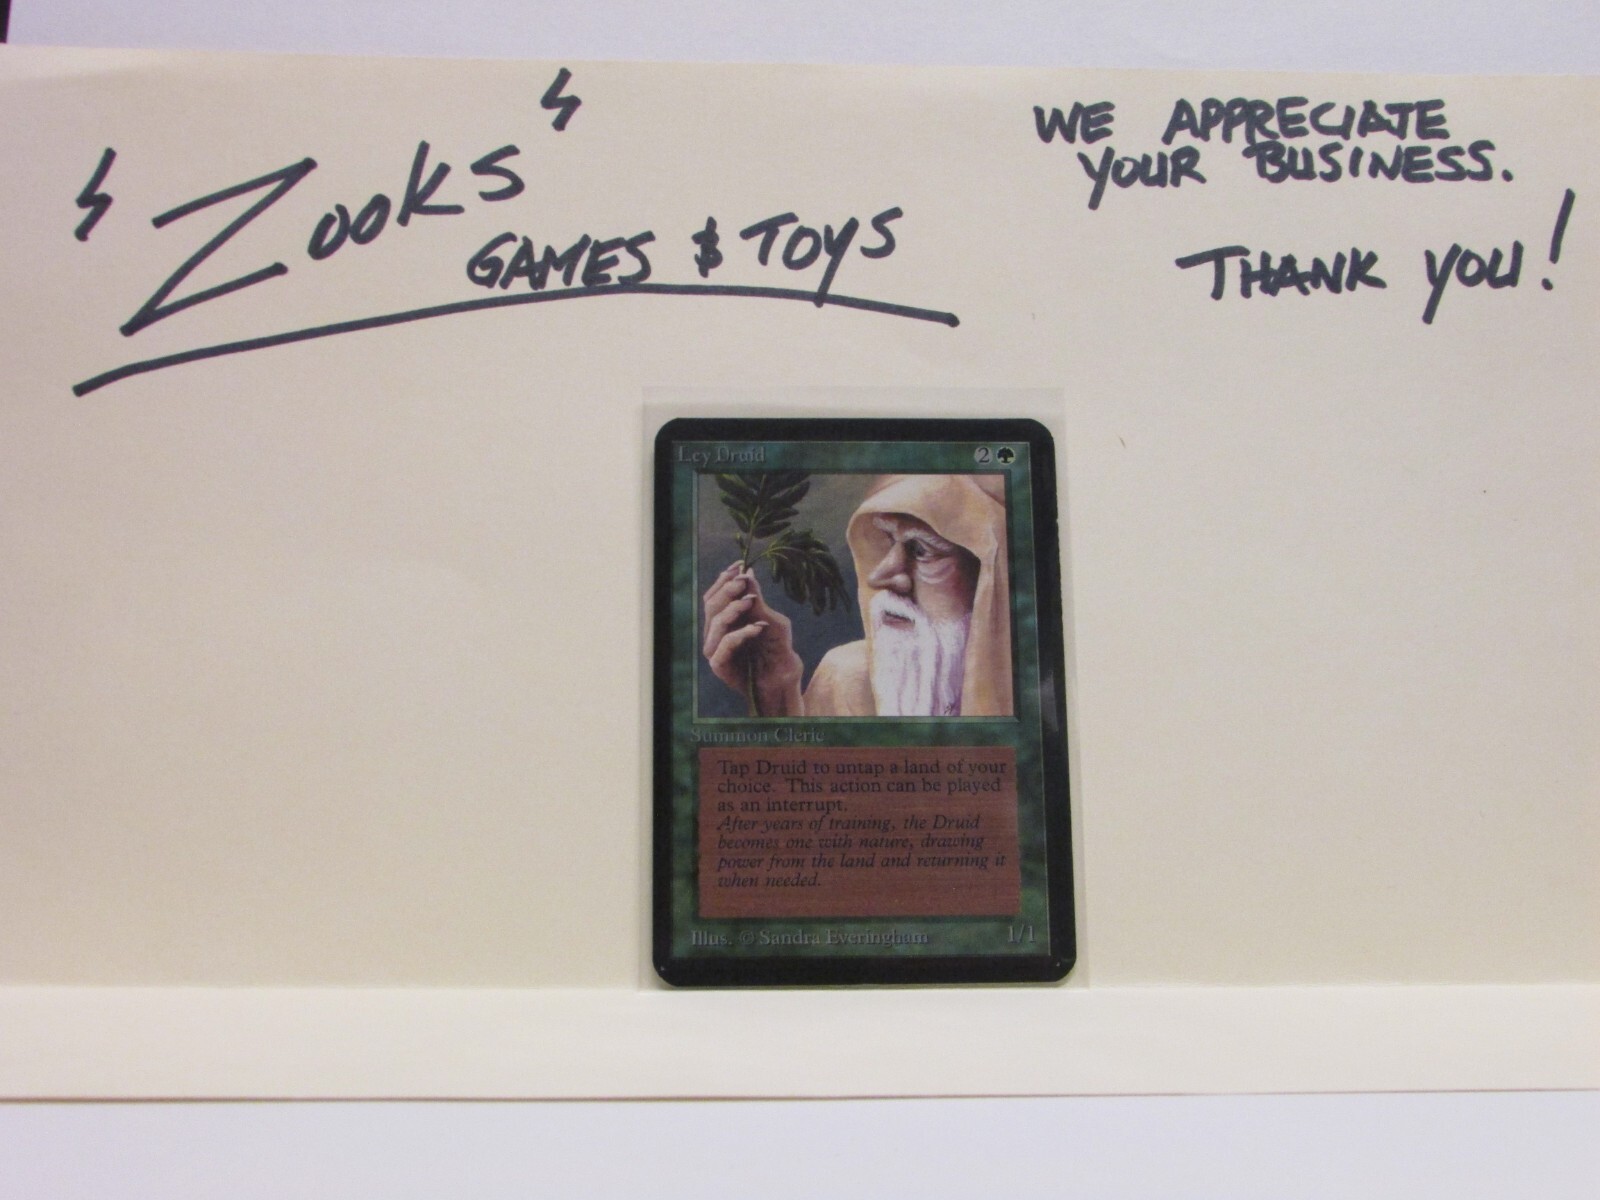 Zooks
GAMES & TOYS
WE APPRECIATE
YOUR BUSINESS.
THANK YOU!
Ley Druid 2
Summon Cleric
Tap Druid to untap a land of your
choice. This action can be played
as an interrupt.
After years of training, the Druid
becomes one with nature, drawing
power from the land and returning it
when needed.
Illus. © Sandra Everingham 1/1